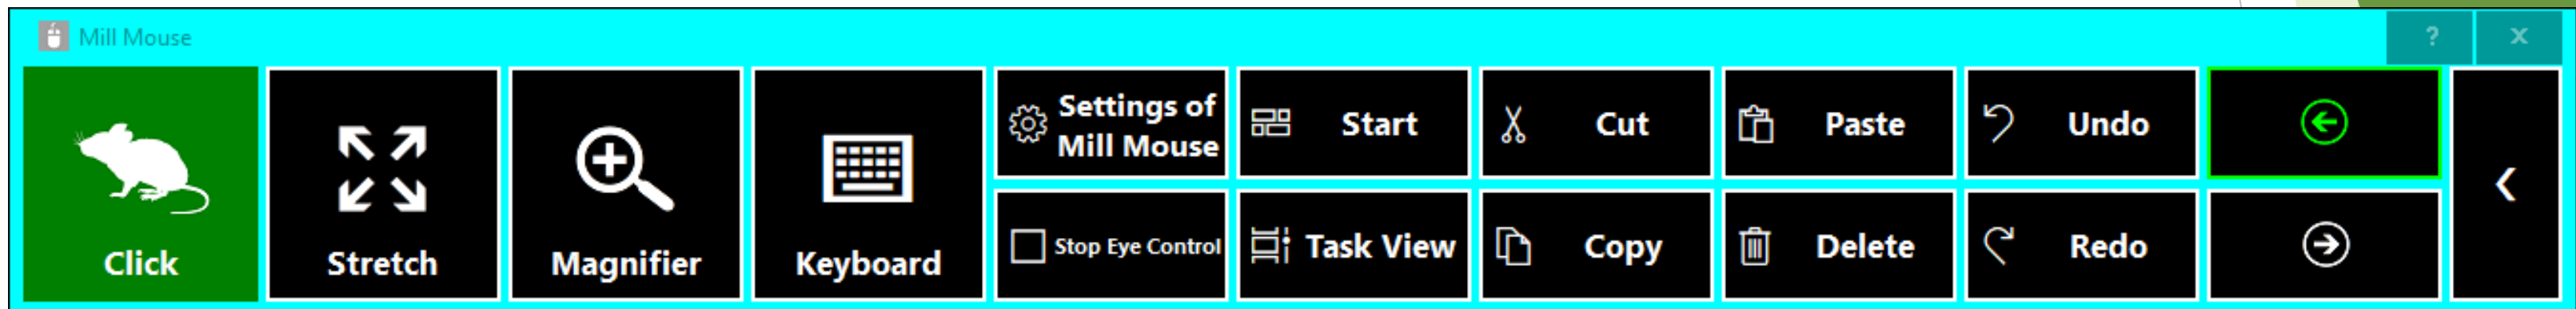 Mill Mouse
? x
Settings of
Mill Mouse
Start
Cut
Paste
Undo
Click
Stretch
Magnifier
Keyboard
Stop Eye Control
Task View
Copy
Delete
Redo